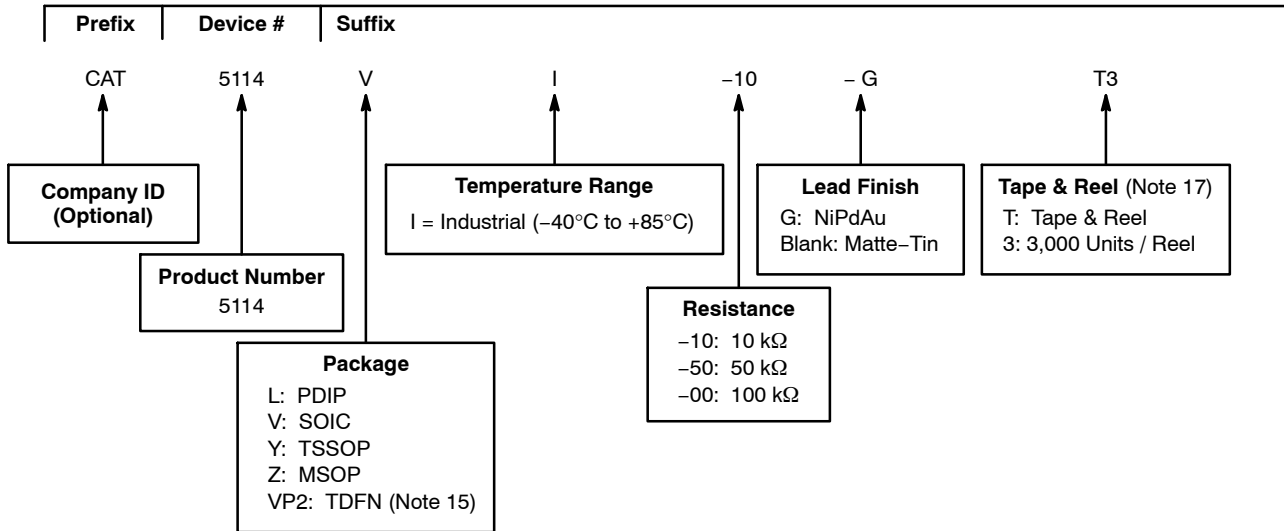 Prefix Device # Suffix
CAT 5114 V I −10 − G T3
Company ID
(Optional)
Product Number
5114
Package
L: PDIP
V: SOIC
Y: TSSOP
Z: MSOP
VP2: TDFN (Note 15)
Temperature Range
I = Industrial (−40°C to +85°C)
Resistance
−10: 10 kΩ
−50: 50 kΩ
−00: 100 kΩ
Lead Finish
G: NiPdAu
Blank: Matte−Tin
Tape & Reel (Note 17)
T: Tape & Reel
3: 3,000 Units / Reel